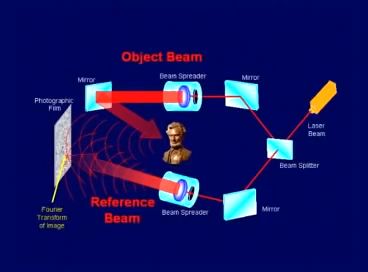 Object Beam
Mirror
Beam Spreader
Mirror
Photographic
Film
Laser
Beam
Beam Splitter
Reference
Beam
Beam Spreader
Mirror
Fourier
Transform
of Image